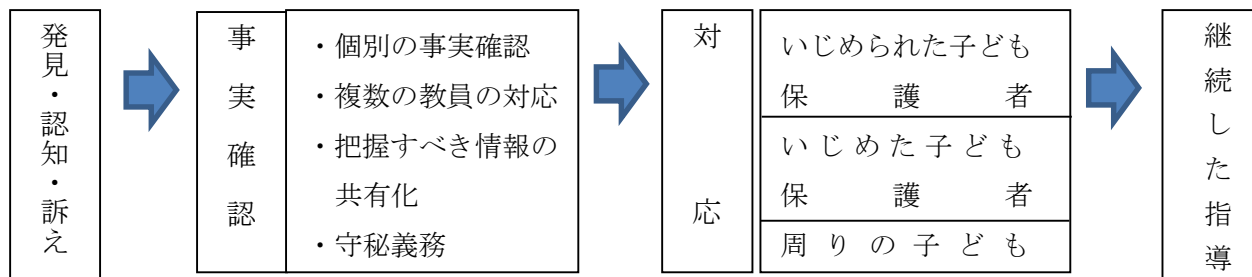 発見・認知・訴え
事実確認
・個別の事実確認
・複数の教員の対応
・把握すべき情報の
共有化
・守秘義務
対応
いじめられた子ども
保護者
いじめた子ども
保護者
周りの子ども
継続した指導